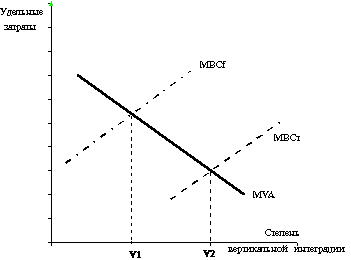 Удельные
затраты
MBCf
MBCт
MVA
Степень
вертикальной интеграции
V1
V2